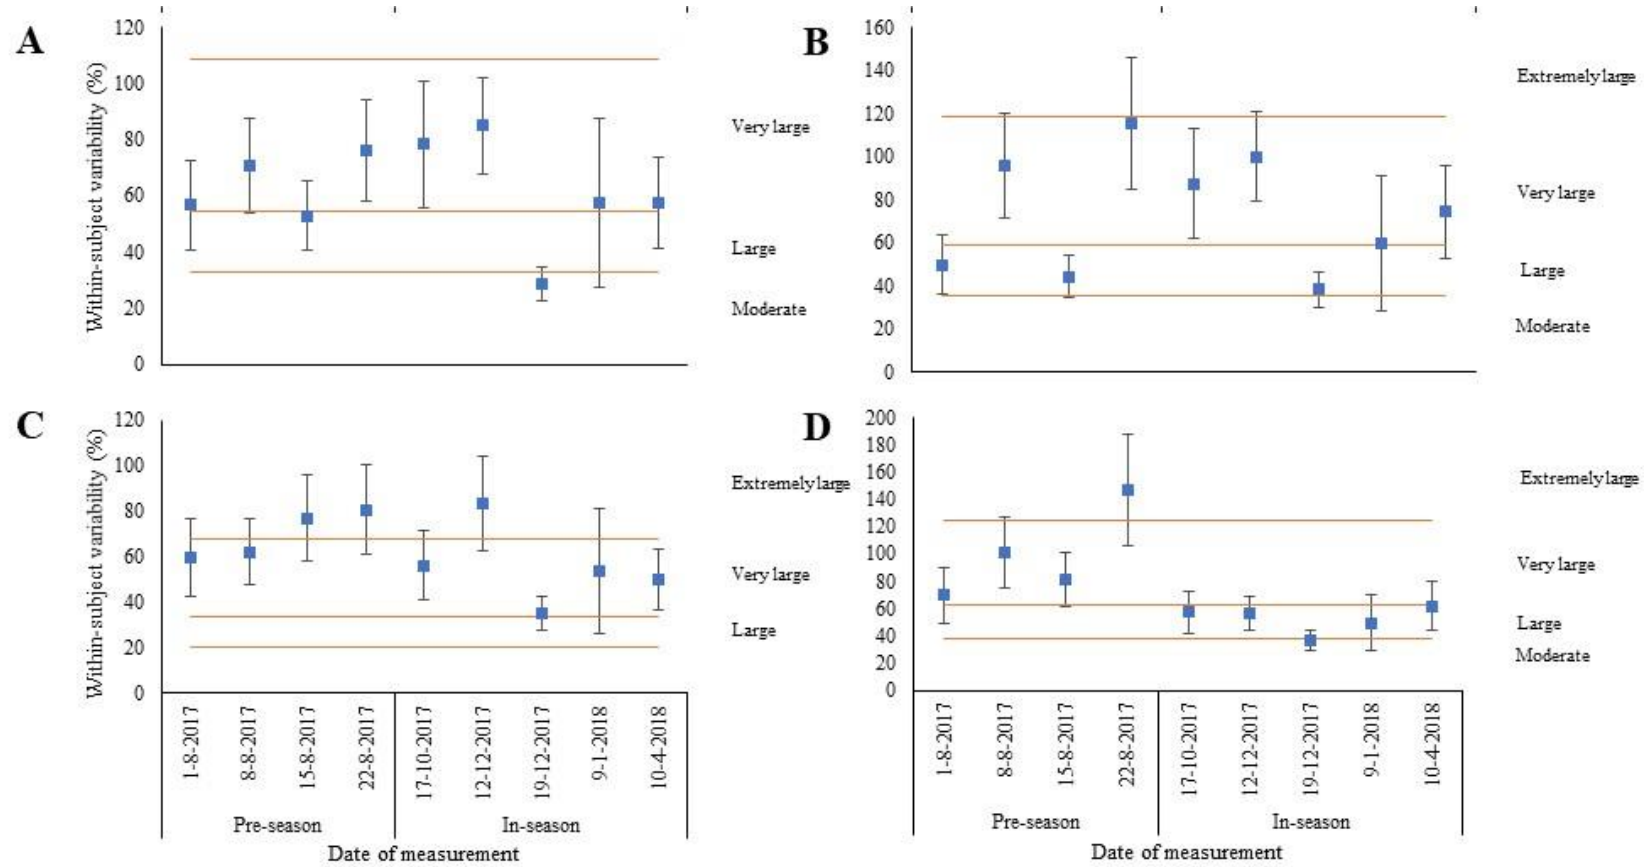 A
Within-subject variability (%)
120
100
80
60
40
20
0
Very large
Large
Moderate
B
160
140
120
100
80
60
40
20
0
Extremely large
Very large
Large
Moderate
C
Within-subject variability (%)
120
100
80
60
40
20
0
Extremely large
Very large
Large
1-8-2017
8-8-2017
15-8-2017
22-8-2017
17-10-2017
12-12-2017
19-12-2017
9-1-2018
10-4-2018
Pre-season
In-season
Date of measurement
D
200
180
160
140
120
100
80
60
40
20
0
Extremely large
Very large
Large
Moderate
1-8-2017
8-8-2017
15-8-2017
22-8-2017
17-10-2017
12-12-2017
19-12-2017
9-1-2018
10-4-2018
Pre-season
In-season
Date of measurement